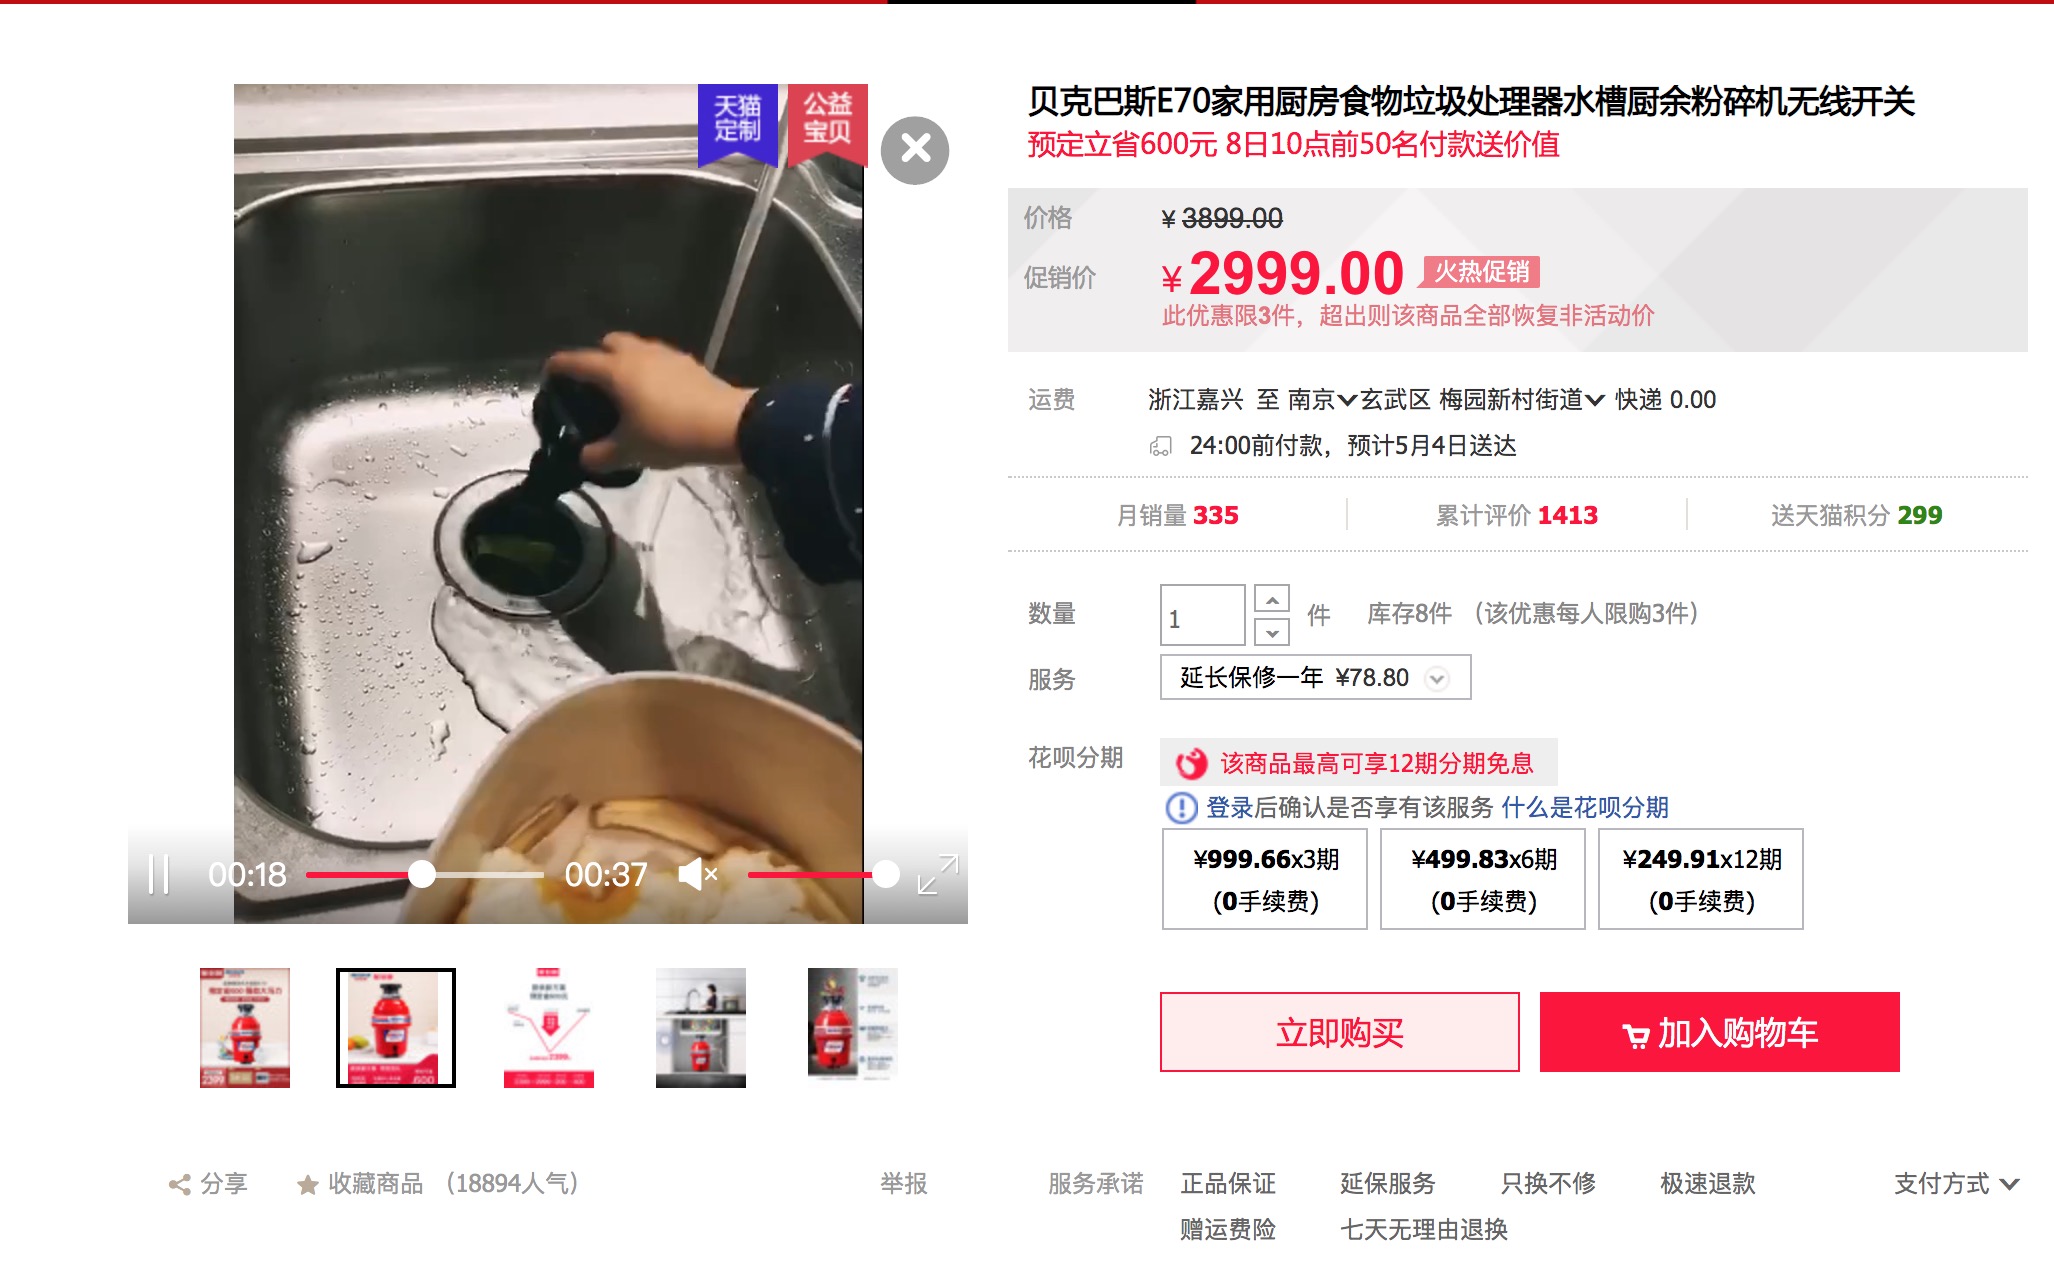 天猫
定制
公益
宝贝
贝克巴斯E70家用厨房食物垃圾处理器水槽厨余粉碎机无线开关
预定立省600元 8日10点前50名付款送价值
价格 ¥ 3899.00
促销价 ¥ 2999.00 火热促销
此优惠限3件，超出则该商品全部恢复非活动价
运费 浙江嘉兴 至 南京 玄武区 梅园新村街道 快递 0.00
24:00前付款，预计5月4日送达
月销量 335 累计评价 1413 送天猫积分 299
数量 1 件 库存8件 （该优惠每人限购3件）
服务 延长保修一年 ¥78.80
花呗分期 该商品最高可享12期分期免息
登录后确认是否享有该服务 什么是花呗分期
¥999.66x3期 ¥499.83x6期 ¥249.91x12期
(0手续费) (0手续费) (0手续费)
00:18 00:37
立即购买 加入购物车
分享 收藏商品 （18894人气） 举报
服务承诺 正品保证 延保服务 只换不修 极速退款 支付方式
赠运费险 七天无理由退换